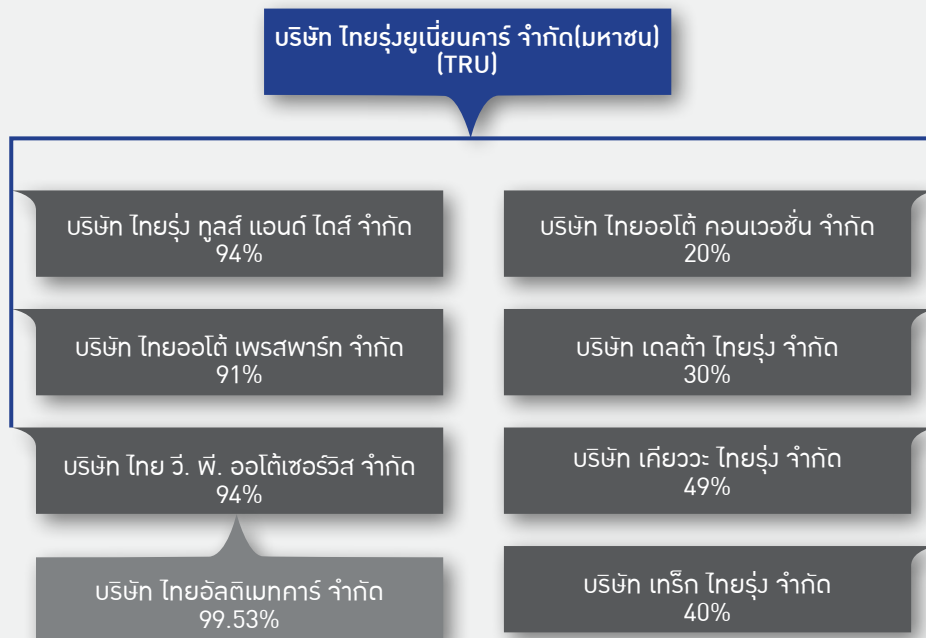 บริษัท ไทยรุ่งยูเนี่ยนคาร์ จำกัด(มหาชน)
(TRU)
บริษัท ไทยรุ่ง ทูลส์ แอนด์ ไดส์ จำกัด
94%
บริษัท ไทยออโต้ เพรสพาร์ท จำกัด
91%
บริษัท ไทย วี. พี. ออโต้เซอร์วิส จำกัด
94%
บริษัท ไทยอัลติเมทคาร์ จำกัด
99.53%
บริษัท ไทยออโต้ คอนเวอชั่น จำกัด
20%
บริษัท เดลต้า ไทยรุ่ง จำกัด
30%
บริษัท เคียววะ ไทยรุ่ง จำกัด
49%
บริษัท เทร็ก ไทยรุ่ง จำกัด
40%